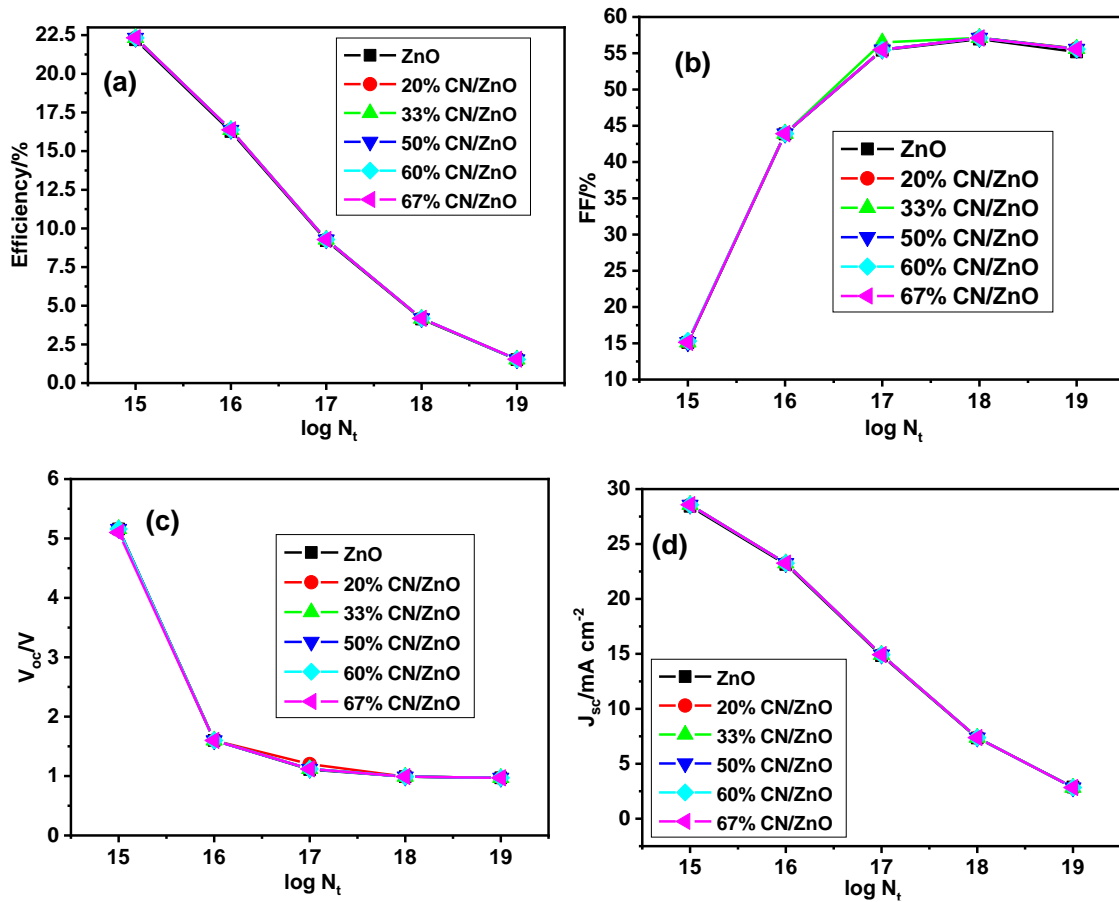 (a)
Efficiency/%
22.5
20.0
17.5
15.0
12.5
10.0
7.5
5.0
2.5
0.0
15 16 17 18 19
log N_t
ZnO
20% CN/ZnO
33% CN/ZnO
50% CN/ZnO
60% CN/ZnO
67% CN/ZnO
(b)
FF/%
60
55
50
45
40
35
30
25
20
15
10
15 16 17 18 19
log N_t
ZnO
20% CN/ZnO
33% CN/ZnO
50% CN/ZnO
60% CN/ZnO
67% CN/ZnO
(c)
V_oc/V
6
5
4
3
2
1
0
15 16 17 18 19
log N_t
ZnO
20% CN/ZnO
33% CN/ZnO
50% CN/ZnO
60% CN/ZnO
67% CN/ZnO
(d)
J_sc/mA cm⁻²
30
25
20
15
10
5
0
15 16 17 18 19
log N_t
ZnO
20% CN/ZnO
33% CN/ZnO
50% CN/ZnO
60% CN/ZnO
67% CN/ZnO